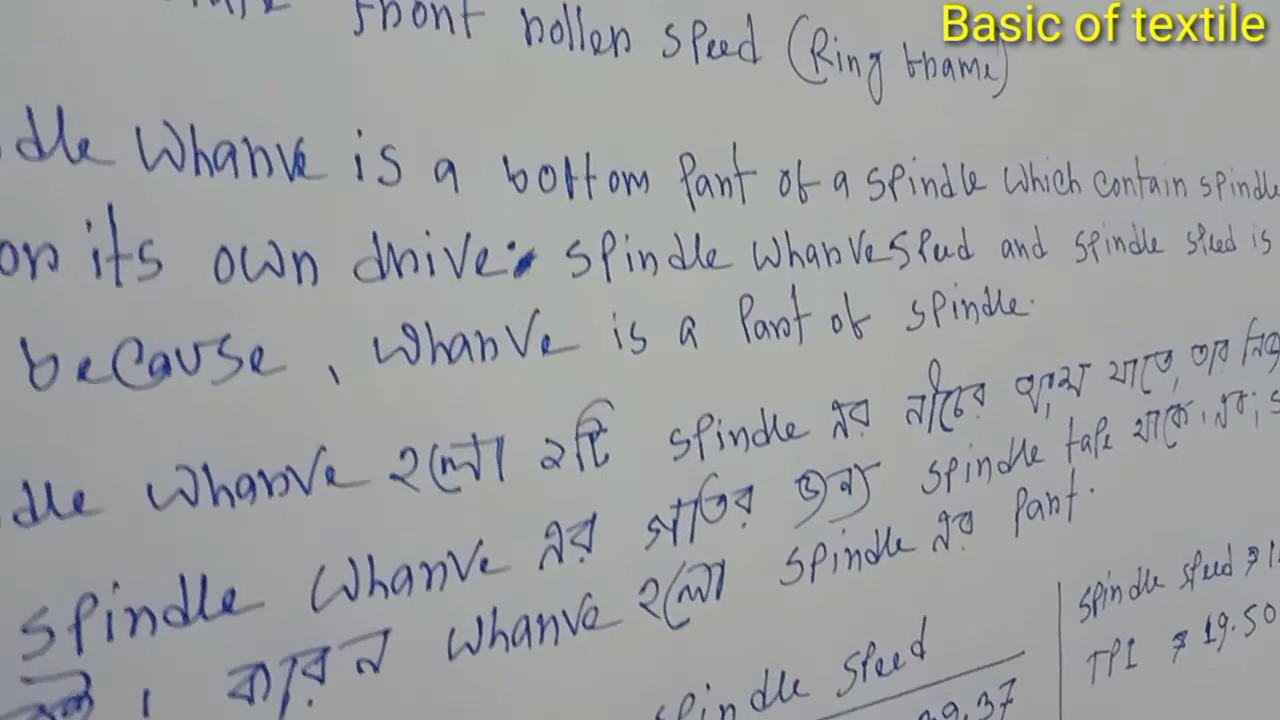 Basic of textile
Front roller speed (Ring frame)
dle Wharve is a bottom Part of a spindle which contain spindle
on its own drive. spindle wharve speed and spindle speed is
because, wharve is a Part of spindle.
dle wharve হলো ১টি spindle এর নীচের অংশ যাতে, তার
spindle wharve এর গতির জন্য spindle tape থাকে, এবং
কারন wharve হলো spindle এর Part.
spindle speed
spindle speed = 1
TPI = 19.50